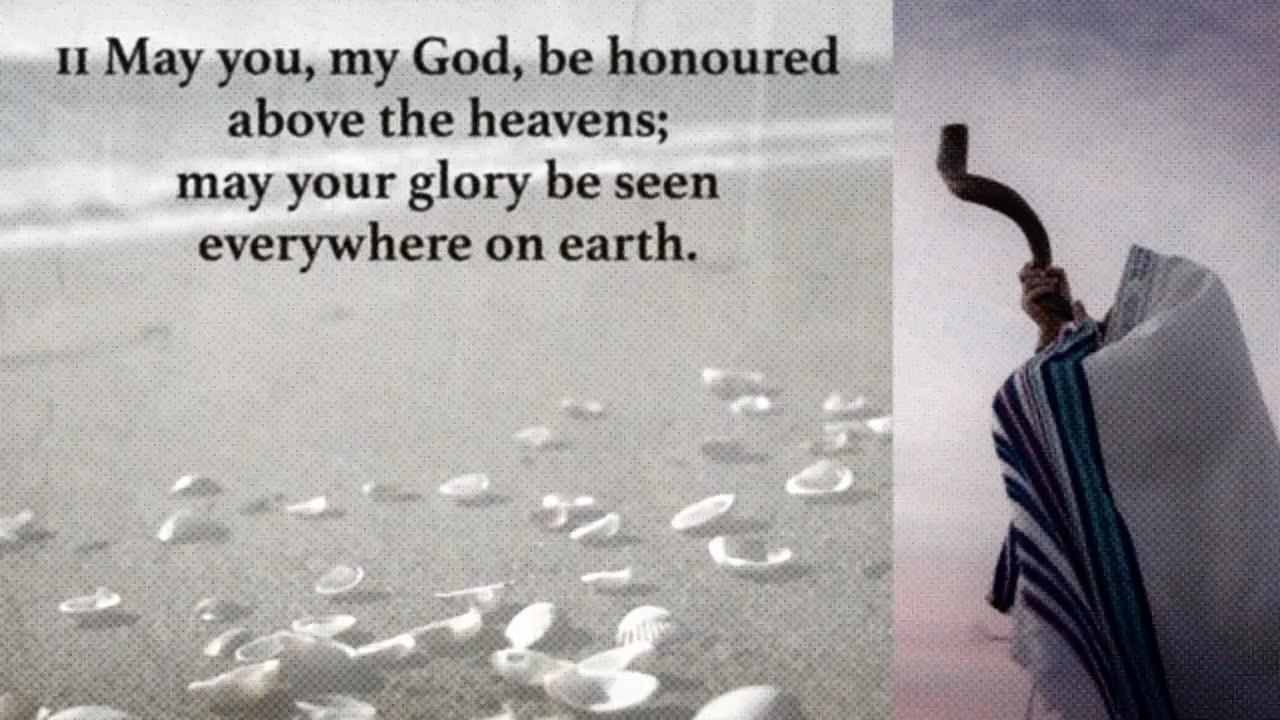 11 May you, my God, be honoured
above the heavens;
may your glory be seen
everywhere on earth.